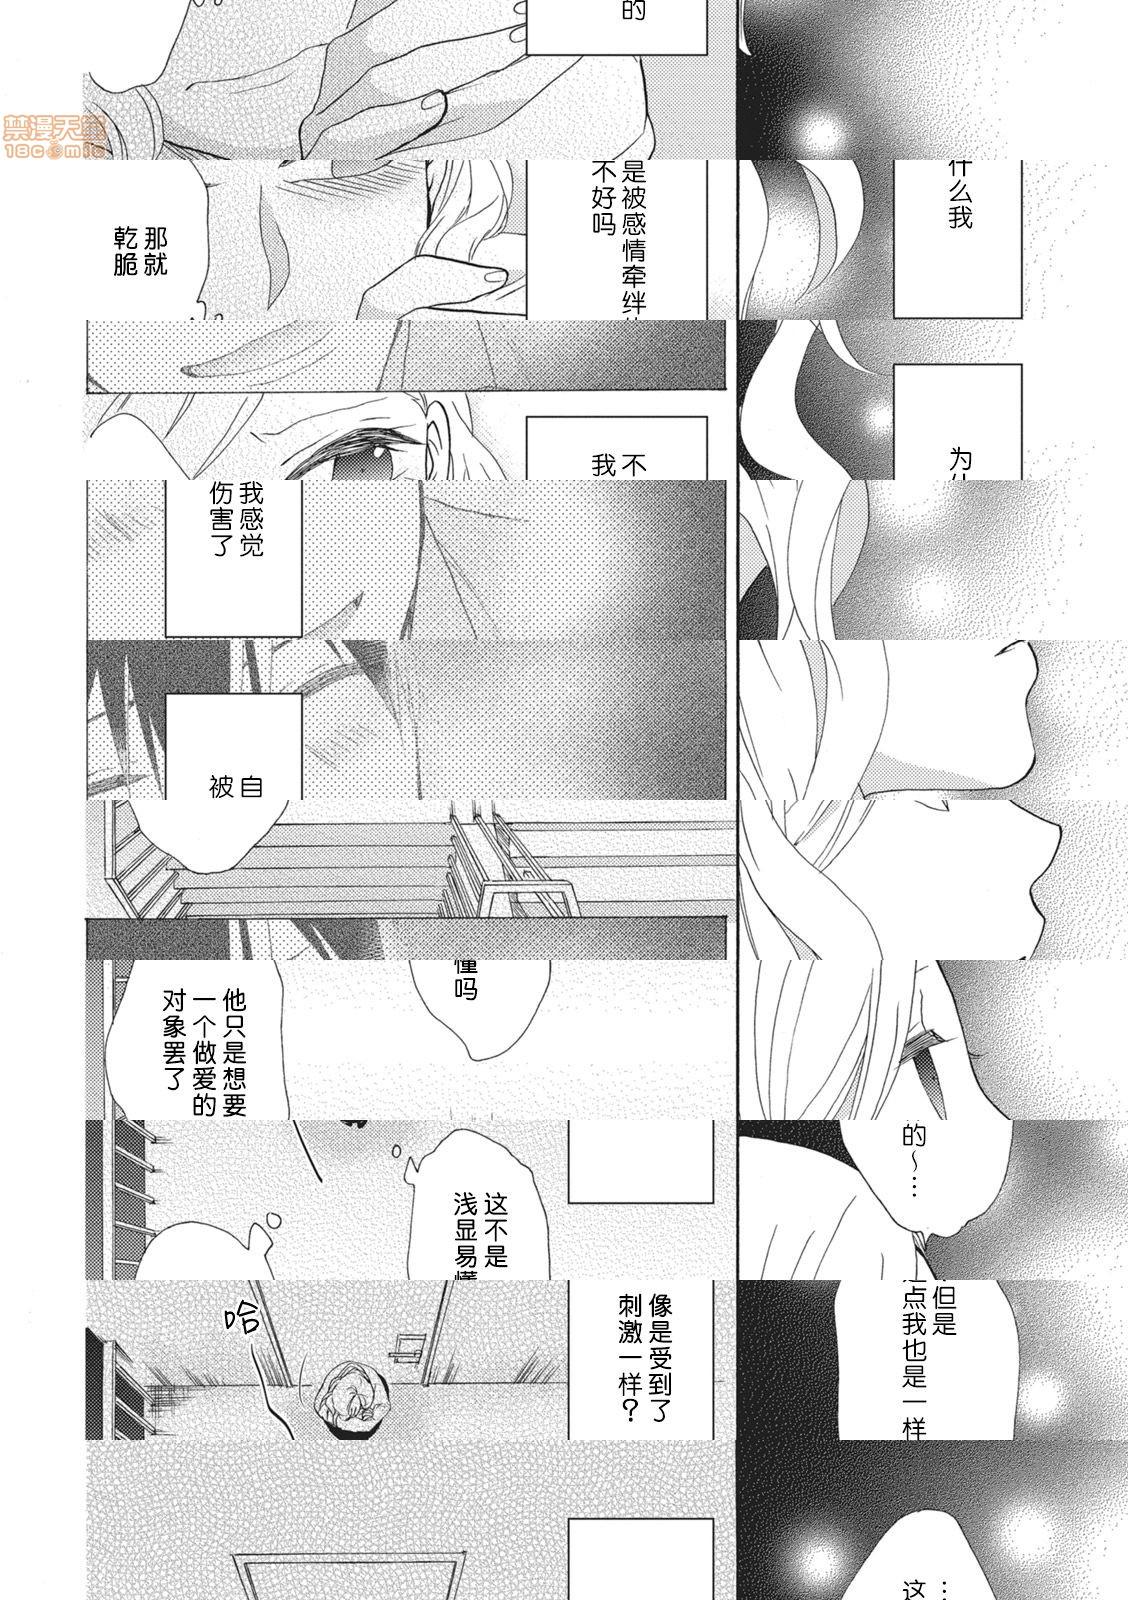 禁漫天堂
18comic
的
什么我
是被感情牵绊
不好吗
那就
乾脆
为什
不
我
我感觉
伤害了
自
被
懂吗
他只是想要
一个做爱的
对象罢了
的~…
这不是
浅显易懂
但是
这点我也是一样
像是受到了
刺激一样？
哈
…
这